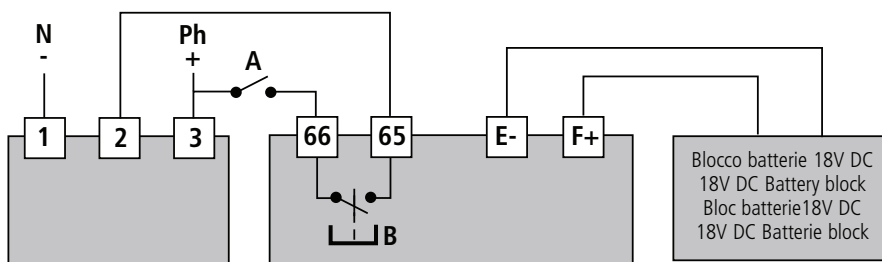 N
-
Ph
+
A
1
2
3
66
65
E-
F+
B
Blocco batterie 18V DC
18V DC Battery block
Bloc batterie18V DC
18V DC Batterie block